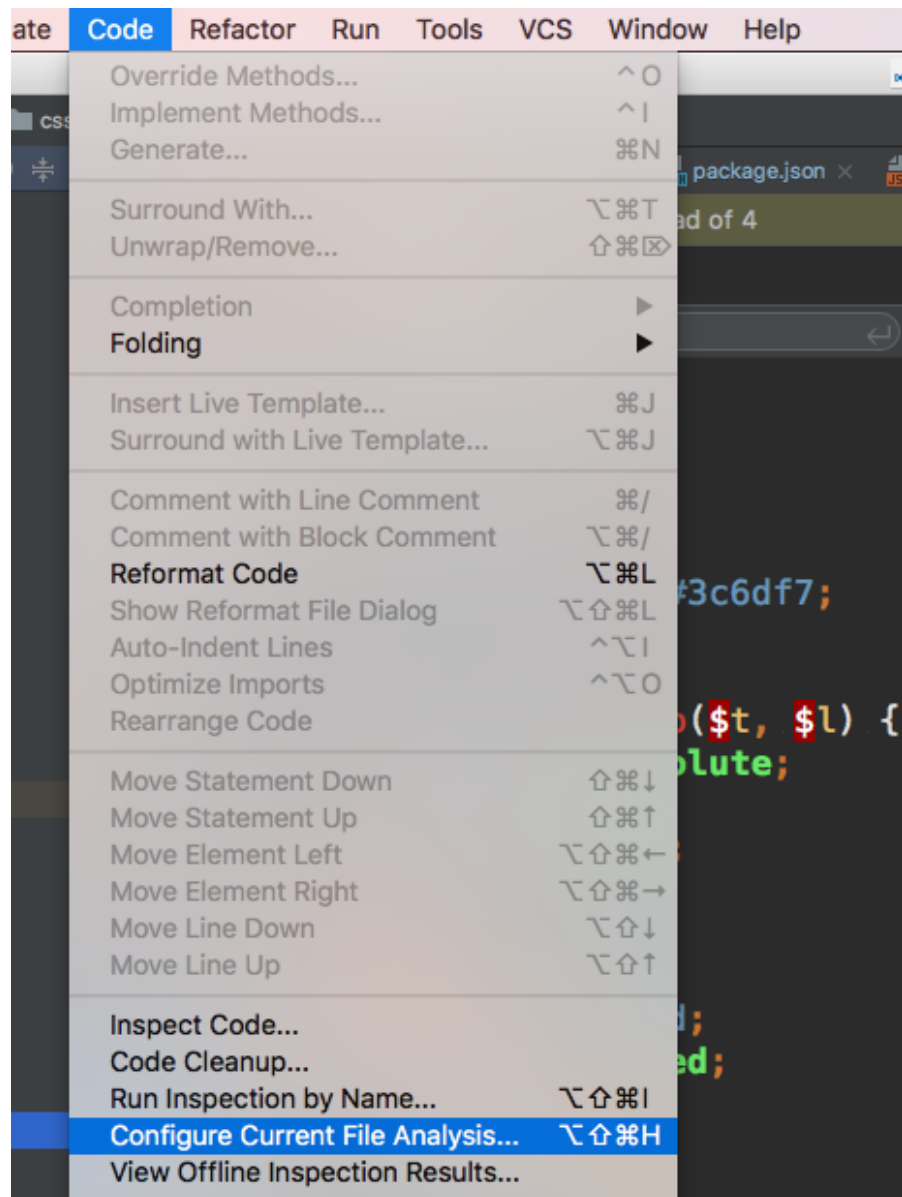 ate Code Refactor Run Tools VCS Window Help
Override Methods... ^O
Implement Methods... ^I
css
Generate... ⌘N
package.json ×
JS
Surround With... ⌥⌘T
ad of 4
Unwrap/Remove... ⇧⌘⌦
Completion ▶
Folding ▶
Insert Live Template... ⌘J
Surround with Live Template... ⌥⌘J
Comment with Line Comment ⌘/
Comment with Block Comment ⌥⌘/
Reformat Code ⌥⌘L
#3c6df7;
Show Reformat File Dialog ⌥⇧⌘L
Auto-Indent Lines ^⌥I
Optimize Imports ^⌥O
Rearrange Code
($t, $l) {
olute;
Move Statement Down ⇧⌘↓
Move Statement Up ⇧⌘↑
Move Element Left ⌥⇧⌘←
;
Move Element Right ⌥⇧⌘→
Move Line Down ⌥⇧↓
Move Line Up ⌥⇧↑
Inspect Code...
;
Code Cleanup...
ed;
Run Inspection by Name... ⌥⇧⌘I
Configure Current File Analysis... ⌥⇧⌘H
View Offline Inspection Results...